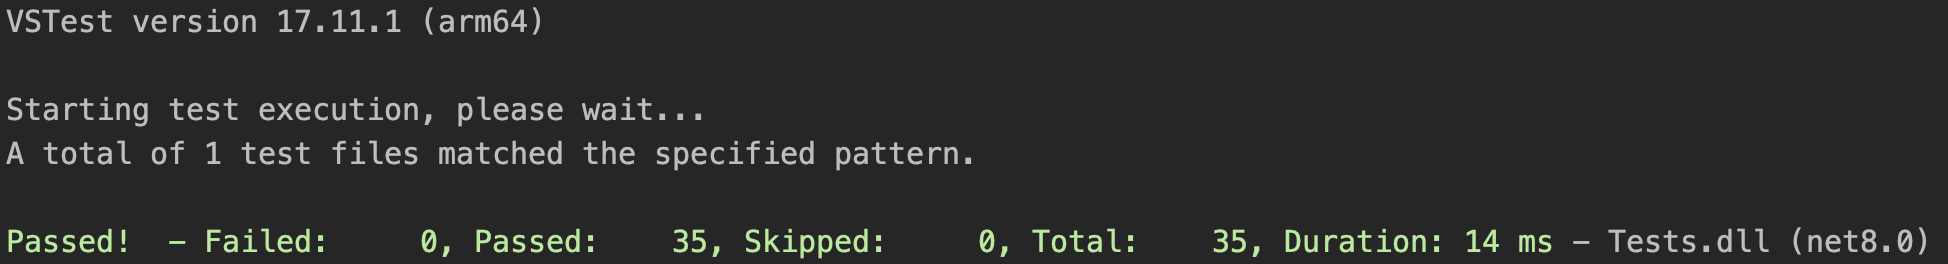 VSTest version 17.11.1 (arm64)
Starting test execution, please wait...
A total of 1 test files matched the specified pattern.
Passed!  - Failed:     0, Passed:    35, Skipped:     0, Total:    35, Duration: 14 ms - Tests.dll (net8.0)